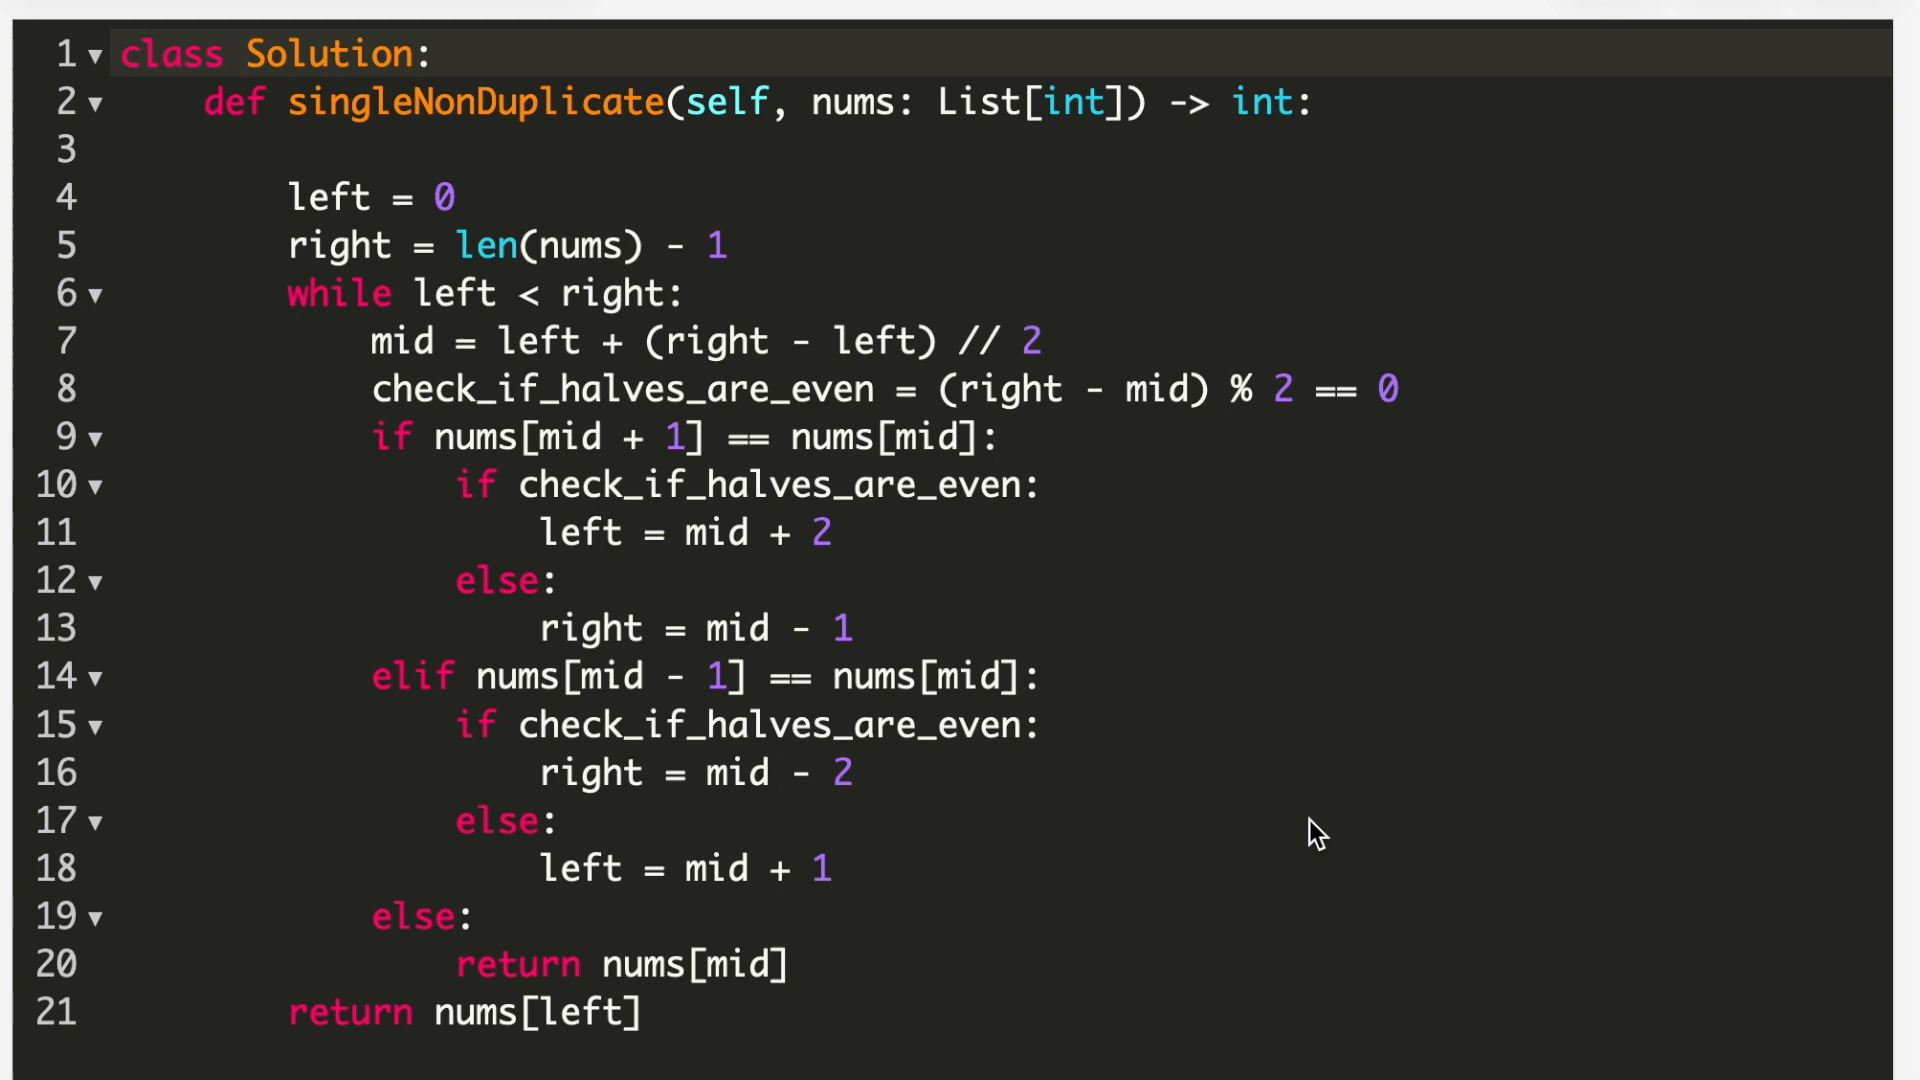 1 class Solution:
2     def singleNonDuplicate(self, nums: List[int]) -> int:
3
4         left = 0
5         right = len(nums) - 1
6         while left < right:
7             mid = left + (right - left) // 2
8             check_if_halves_are_even = (right - mid) % 2 == 0
9             if nums[mid + 1] == nums[mid]:
10                 if check_if_halves_are_even:
11                     left = mid + 2
12                 else:
13                     right = mid - 1
14             elif nums[mid - 1] == nums[mid]:
15                 if check_if_halves_are_even:
16                     right = mid - 2
17                 else:
18                     left = mid + 1
19             else:
20                 return nums[mid]
21         return nums[left]